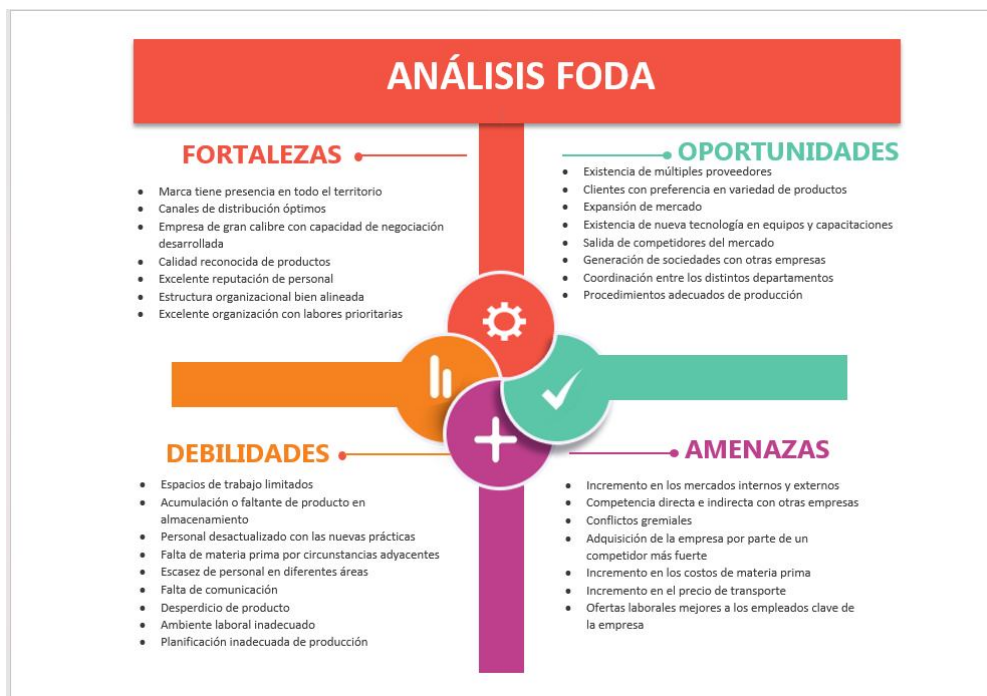 ANÁLISIS FODA
FORTALEZAS
• Marca tiene presencia en todo el territorio
• Canales de distribución óptimos
• Empresa de gran calibre con capacidad de negociación
desarrollada
• Calidad reconocida de productos
• Excelente reputación de personal
• Estructura organizacional bien alineada
• Excelente organización con labores prioritarias
OPORTUNIDADES
• Existencia de múltiples proveedores
• Clientes con preferencia en variedad de productos
• Expansión de mercado
• Existencia de nueva tecnología en equipos y capacitaciones
• Salida de competidores del mercado
• Generación de sociedades con otras empresas
• Coordinación entre los distintos departamentos
• Procedimientos adecuados de producción
DEBILIDADES
• Espacios de trabajo limitados
• Acumulación o faltante de producto en
almacenamiento
• Personal desactualizado con las nuevas prácticas
• Falta de materia prima por circunstancias adyacentes
• Escasez de personal en diferentes áreas
• Falta de comunicación
• Desperdicio de producto
• Ambiente laboral inadecuado
• Planificación inadecuada de producción
AMENAZAS
• Incremento en los mercados internos y externos
• Competencia directa e indirecta con otras empresas
• Conflictos gremiales
• Adquisición de la empresa por parte de un
competidor más fuerte
• Incremento en los costos de materia prima
• Incremento en el precio de transporte
• Ofertas laborales mejores a los empleados clave de
la empresa